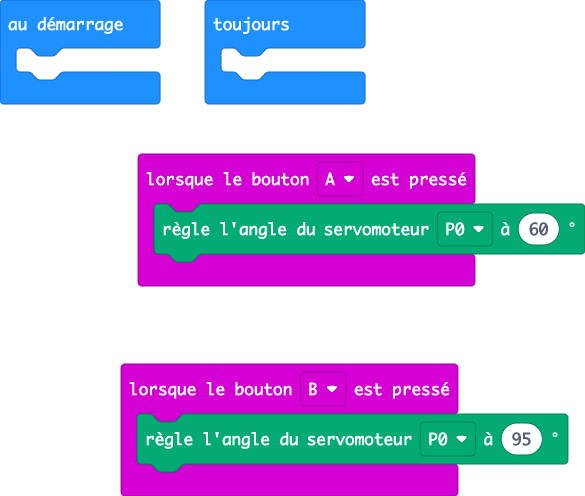 au démarrage
toujours
lorsque le bouton A est pressé
règle l'angle du servomoteur P0 à 60 °
lorsque le bouton B est pressé
règle l'angle du servomoteur P0 à 95 °